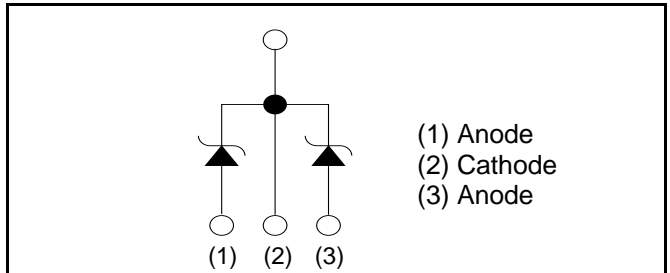 (1) Anode
(2) Cathode
(3) Anode
(1) (2) (3)